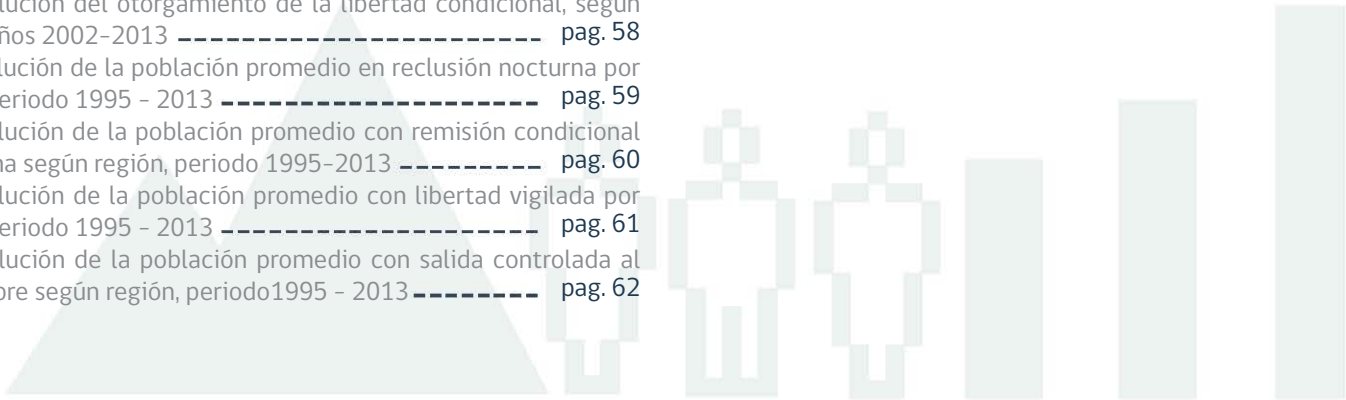 lución del otorgamiento de la libertad condicional, según
ños 2002-2013 ---------------------- pag. 58
lución de la población promedio en reclusión nocturna por
eriodo 1995 - 2013 ------------------- pag. 59
lución de la población promedio con remisión condicional
na según región, periodo 1995-2013 --------- pag. 60
lución de la población promedio con libertad vigilada por
eriodo 1995 - 2013 ------------------- pag. 61
lución de la población promedio con salida controlada al
bre según región, periodo1995 - 2013 -------- pag. 62